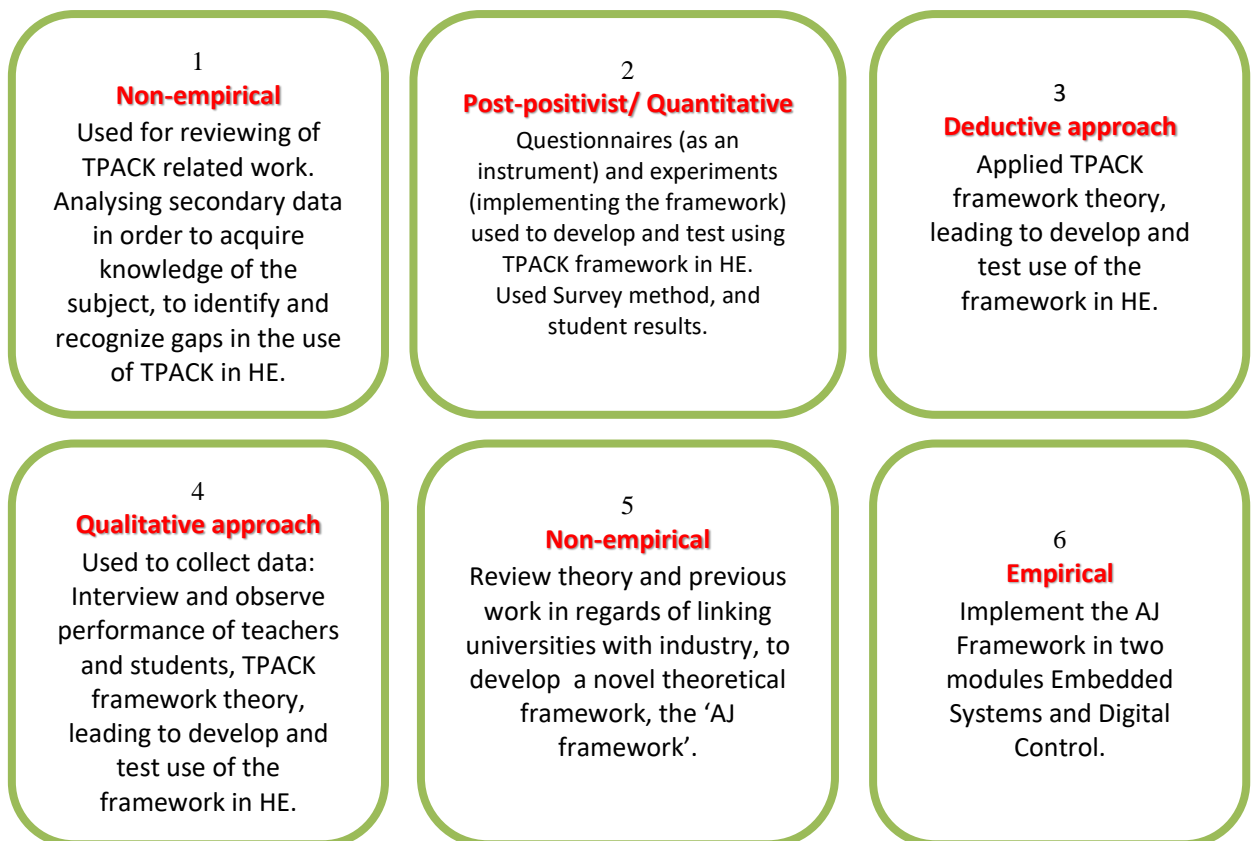 1
Non-empirical
Used for reviewing of
TPACK related work.
Analysing secondary data
in order to acquire
knowledge of the
subject, to identify and
recognize gaps in the use
of TPACK in HE.
2
Post-positivist/ Quantitative
Questionnaires (as an
instrument) and experiments
(implementing the framework)
used to develop and test using
TPACK framework in HE.
Used Survey method, and
student results.
3
Deductive approach
Applied TPACK
framework theory,
leading to develop and
test use of the
framework in HE.
4
Qualitative approach
Used to collect data:
Interview and observe
performance of teachers
and students, TPACK
framework theory,
leading to develop and
test use of the
framework in HE.
5
Non-empirical
Review theory and previous
work in regards of linking
universities with industry, to
develop a novel theoretical
framework, the ‘AJ
framework’.
6
Empirical
Implement the AJ
Framework in two
modules Embedded
Systems and Digital
Control.